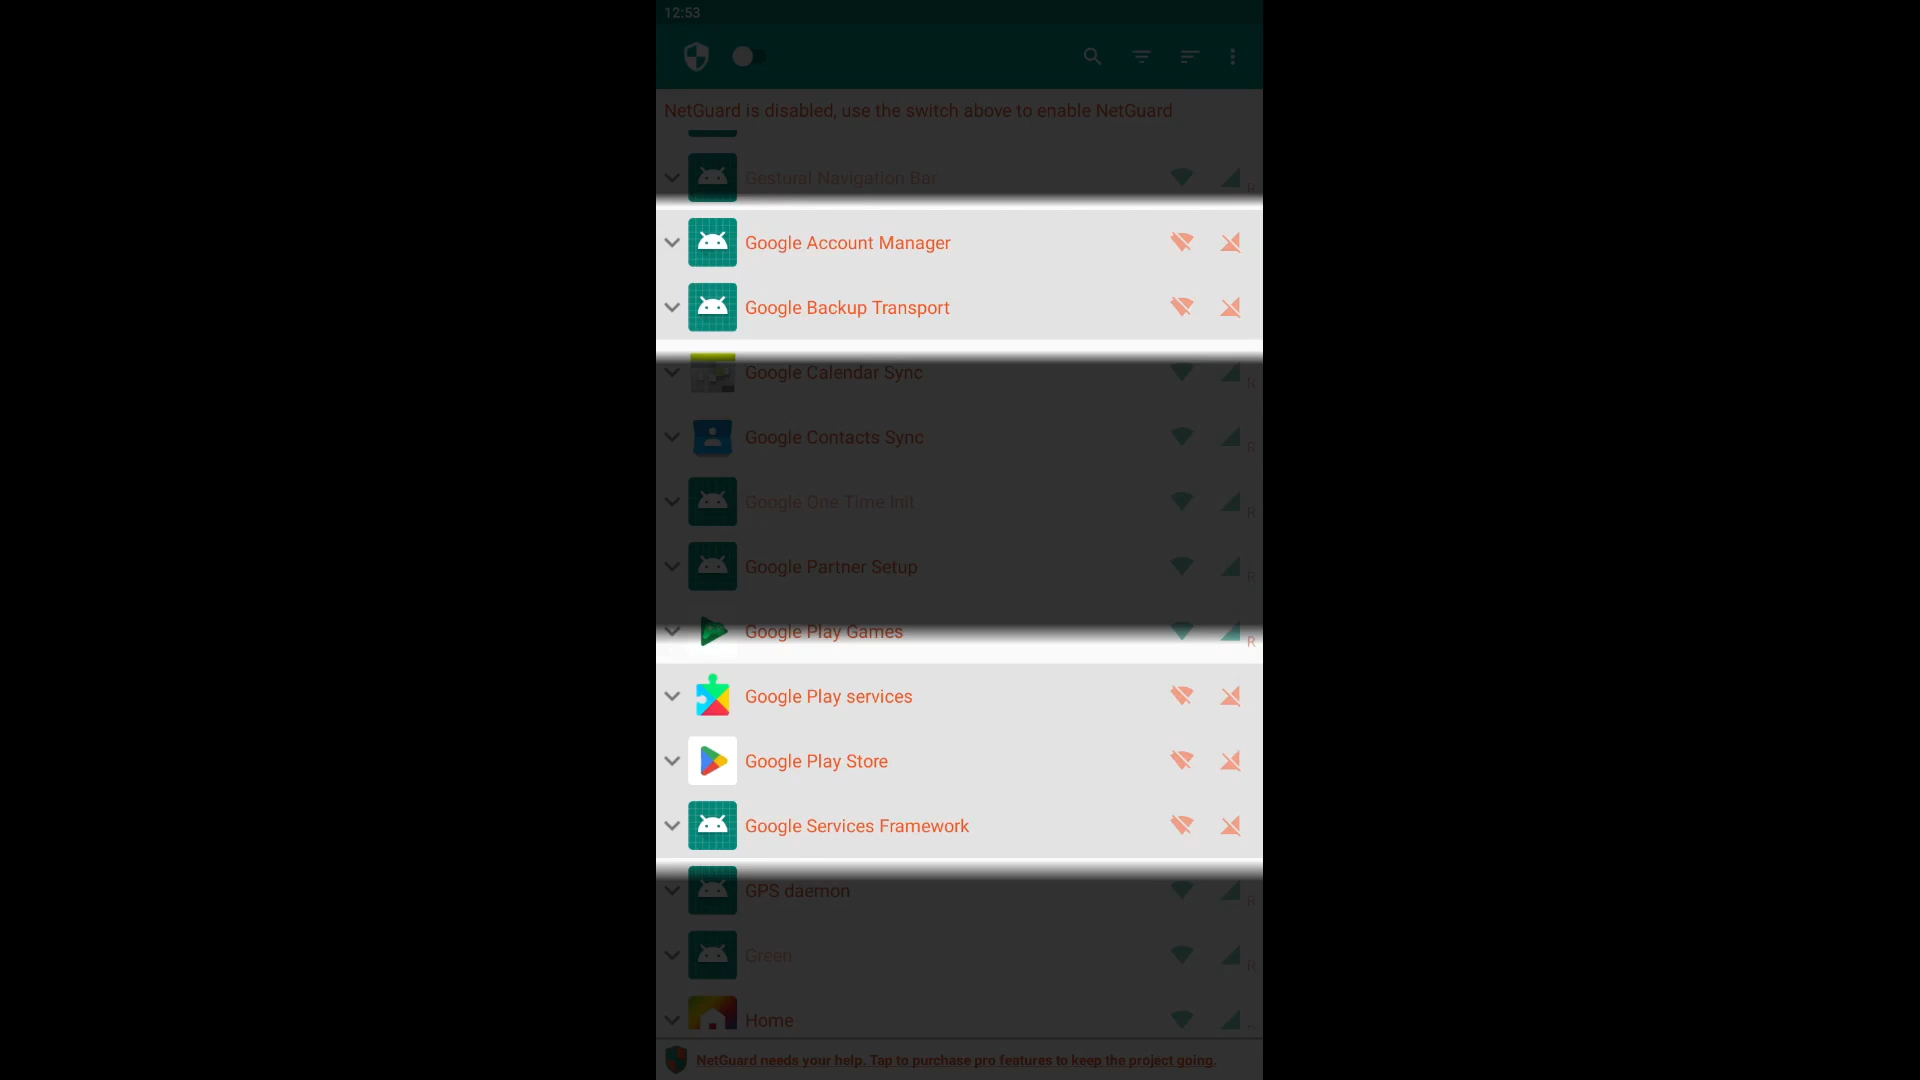 12:53
NetGuard is disabled, use the switch above to enable NetGuard
Gestural Navigation Bar
R
Google Account Manager
Google Backup Transport
Google Calendar Sync
R
Google Contacts Sync
R
Google One Time Init
R
Google Partner Setup
R
Google Play Games
R
Google Play services
Google Play Store
Google Services Framework
GPS daemon
R
Green
R
Home
NetGuard needs your help. Tap to purchase pro features to keep the project going.